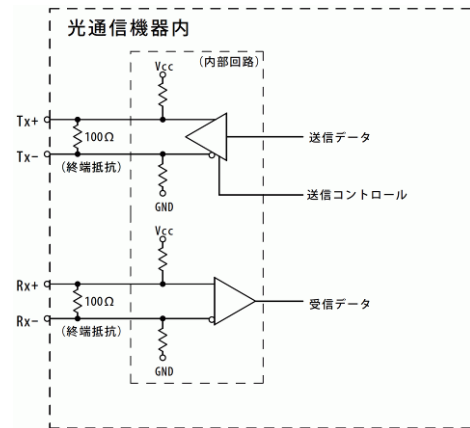 光通信機器内
(内部回路)
Vcc
Tx+
100Ω
送信データ
Tx-
(終端抵抗)
送信コントロール
GND
Vcc
Rx+
100Ω
受信データ
Rx-
(終端抵抗)
GND